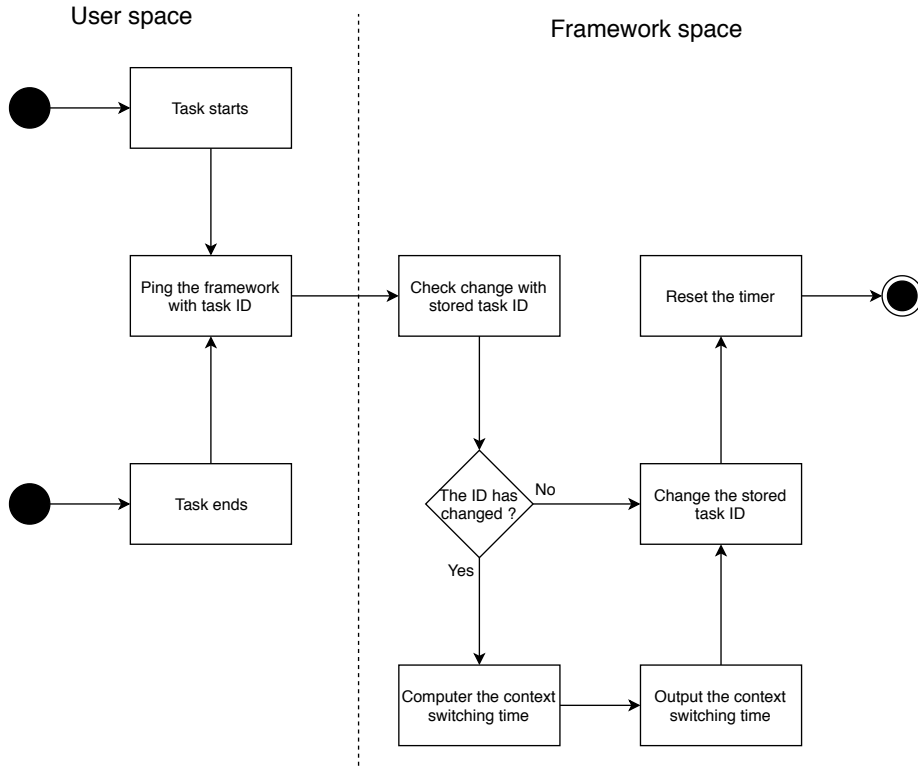 User space
Framework space
Task starts
Ping the framework
with task ID
Check change with
stored task ID
Reset the timer
Task ends
The ID has
changed ?
No
Yes
Change the stored
task ID
Computer the context
switching time
Output the context
switching time